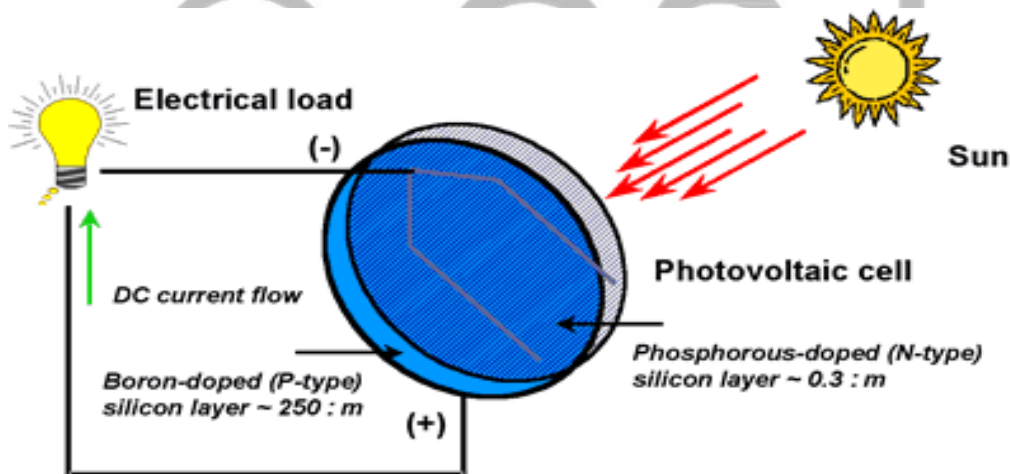 Electrical load
(-)
Sun
Photovoltaic cell
DC current flow
Phosphorous-doped (N-type)
silicon layer ~ 0.3 : m
Boron-doped (P-type)
silicon layer ~ 250 : m
(+)